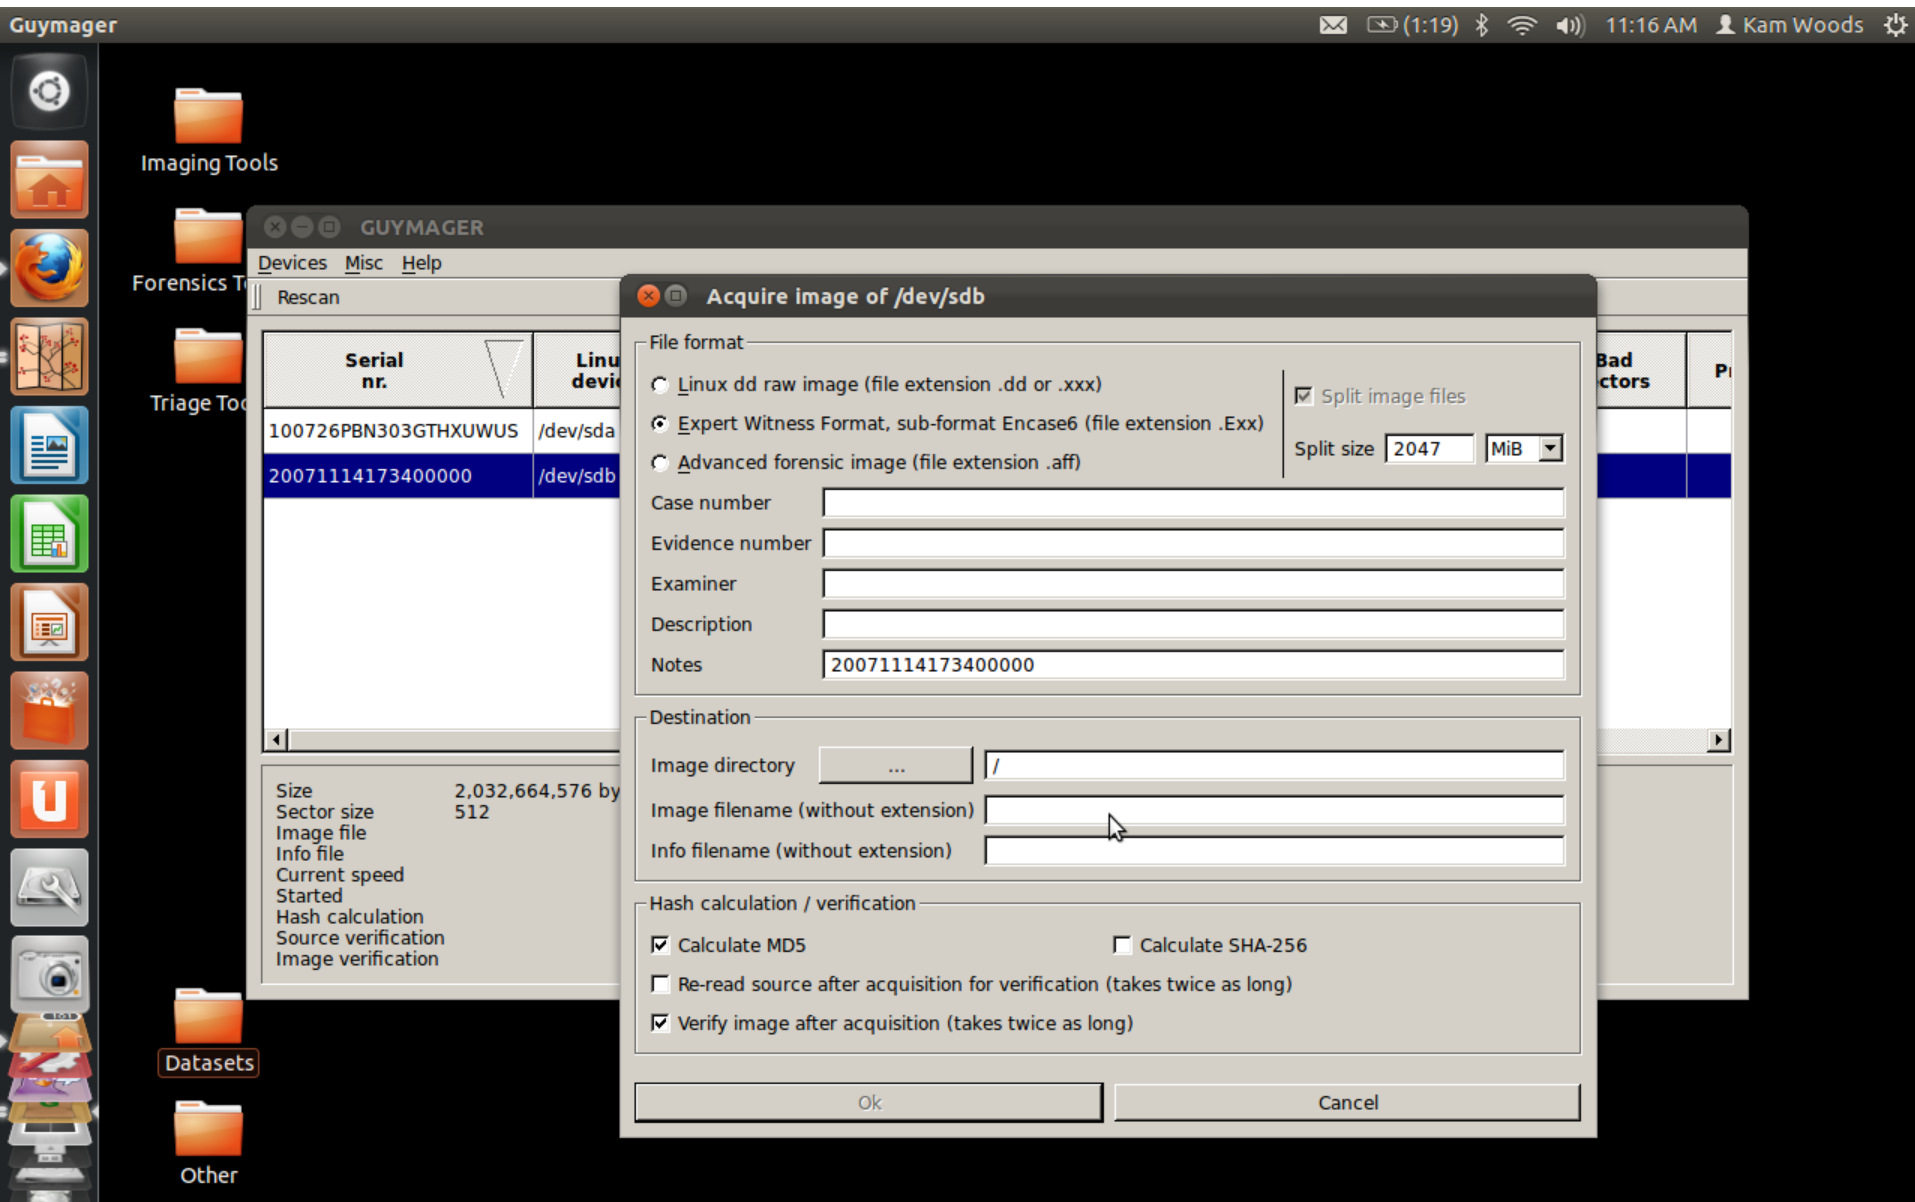 Guymager
(1:19)
11:16 AM
Kam Woods
Imaging Tools
Forensics T
Triage Too
Datasets
Other
GUYMAGER
Devices Misc Help
Rescan
Serial
nr.
Linu
devic
Bad
ctors
100726PBN303GTHXUWUS /dev/sda
20071114173400000 /dev/sdb
Size 2,032,664,576 by
Sector size 512
Image file
Info file
Current speed
Started
Hash calculation
Source verification
Image verification
Acquire image of /dev/sdb
File format
Linux dd raw image (file extension .dd or .xxx)
Expert Witness Format, sub-format Encase6 (file extension .Exx)
Advanced forensic image (file extension .aff)
Split image files
Split size 2047 MiB
Case number
Evidence number
Examiner
Description
Notes 20071114173400000
Destination
Image directory ... /
Image filename (without extension)
Info filename (without extension)
Hash calculation / verification
Calculate MD5 Calculate SHA-256
Re-read source after acquisition for verification (takes twice as long)
Verify image after acquisition (takes twice as long)
Ok Cancel